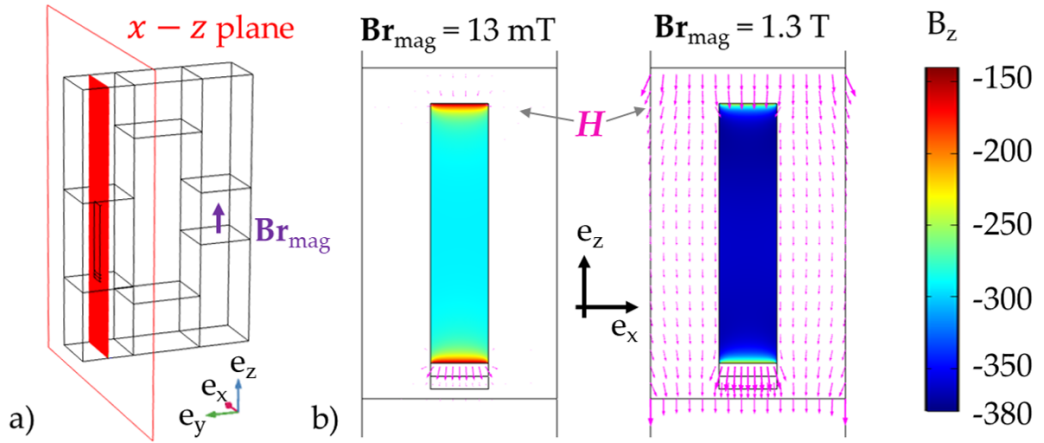 x – z plane
Br_mag
e_z
e_x
e_y
a)
Br_mag = 13 mT
Br_mag = 1.3 T
H
e_z
e_x
b)
B_z
-150
-200
-250
-300
-350
-380